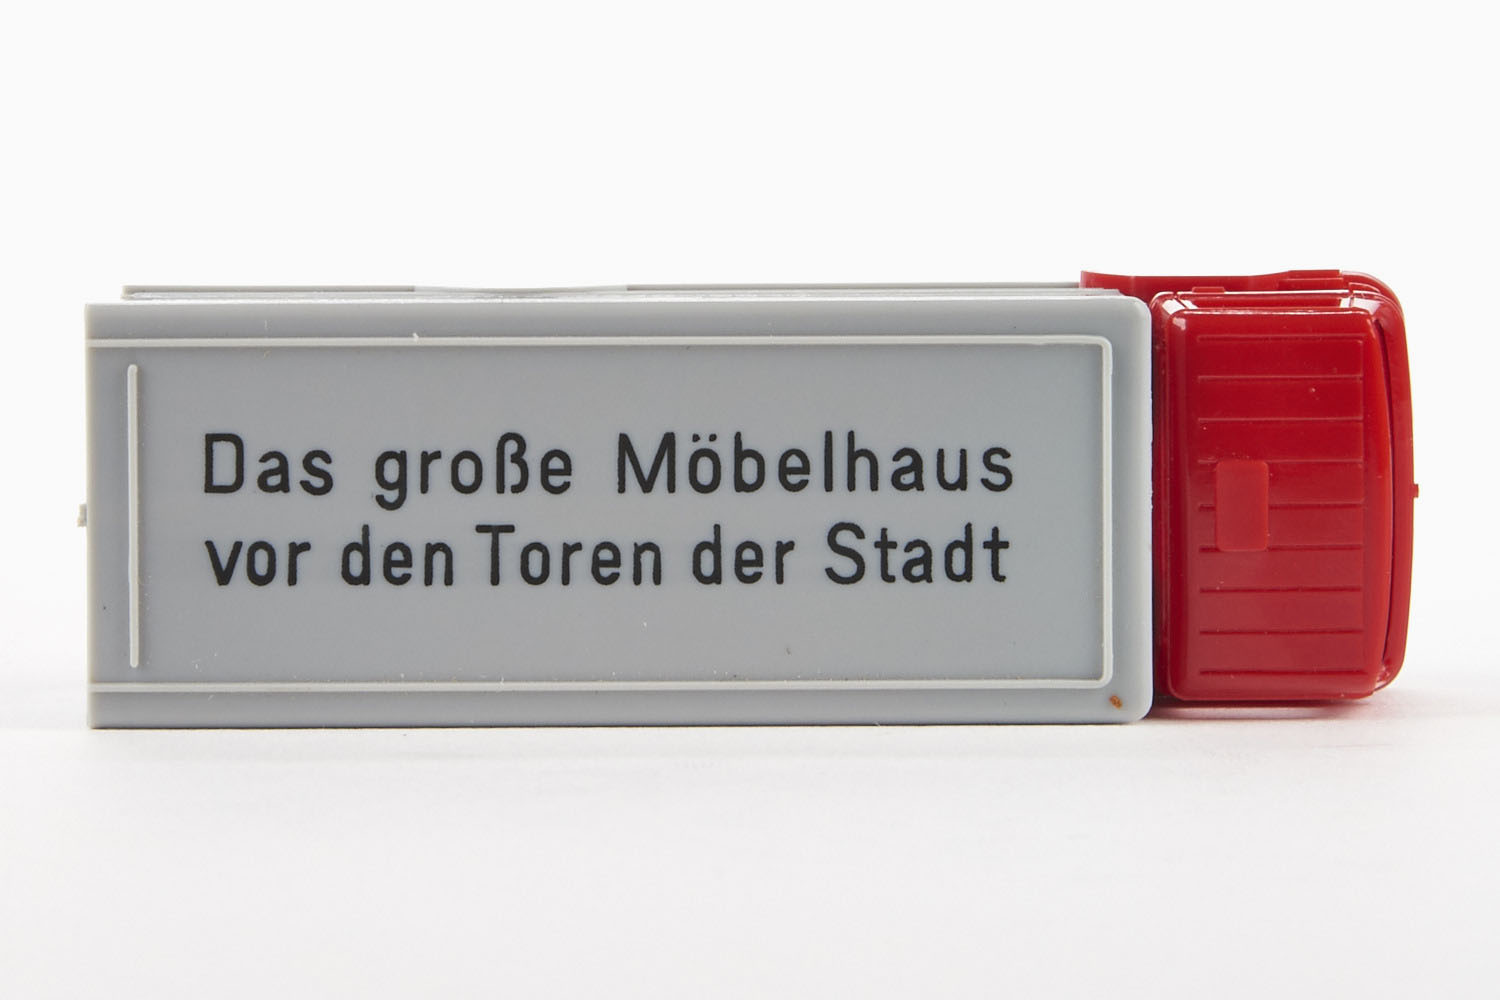 Das große Möbelhaus
vor den Toren der Stadt